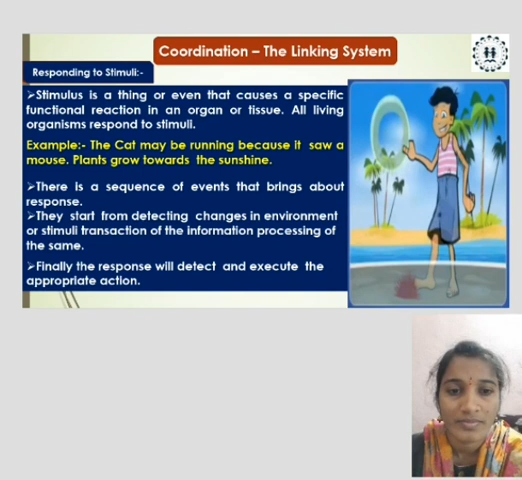 Coordination – The Linking System
Responding to Stimuli:-
➢Stimulus is a thing or even that causes a specific
functional reaction in an organ or tissue. All living
organisms respond to stimuli.
Example:- The Cat may be running because it saw a
mouse. Plants grow towards the sunshine.
➢There is a sequence of events that brings about
response.
➢They start from detecting changes in environment
or stimuli transaction of the information processing of
the same.
➢Finally the response will detect and execute the
appropriate action.